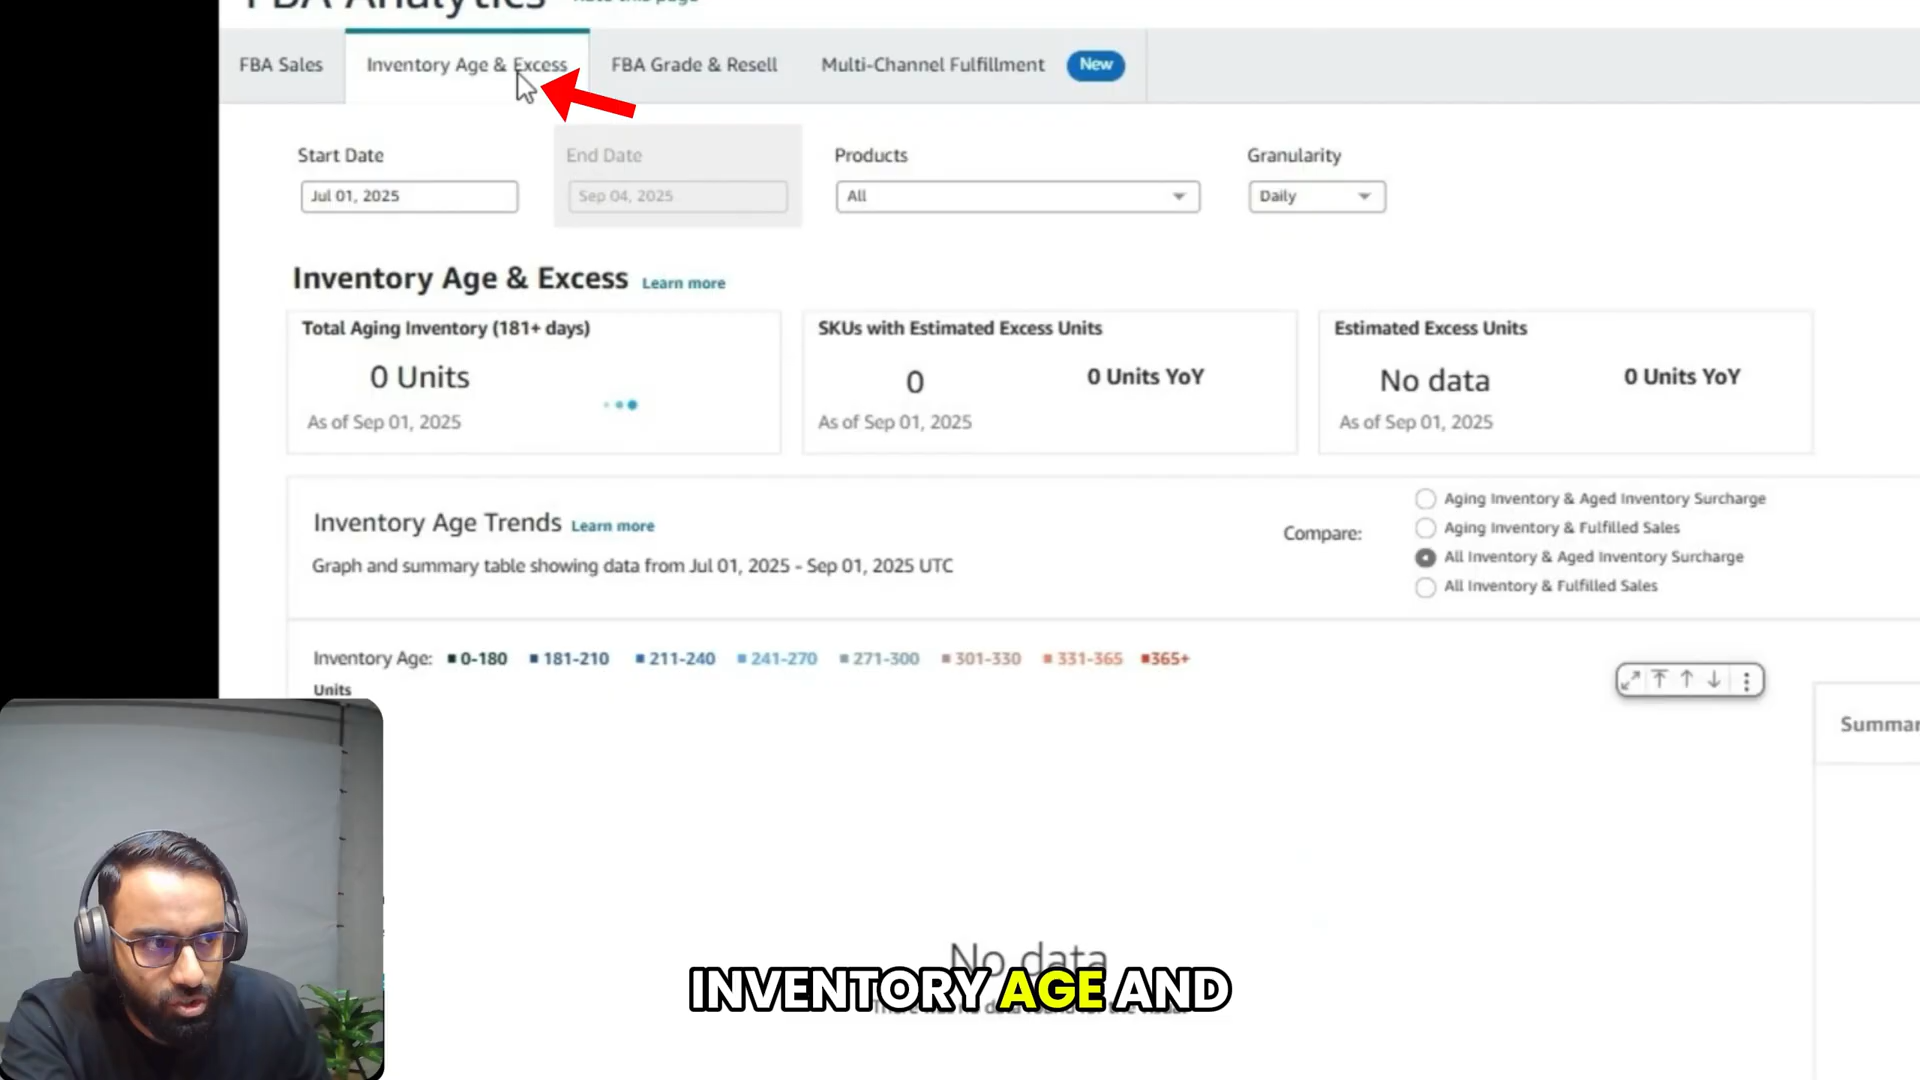 FBA Analytics Rate this page
FBA Sales Inventory Age & Excess FBA Grade & Resell Multi-Channel Fulfillment New
Start Date End Date Products Granularity
Jul 01, 2025 Sep 04, 2025 All Daily
Inventory Age & Excess Learn more
Total Aging Inventory (181+ days) SKUs with Estimated Excess Units Estimated Excess Units
0 Units 0 0 Units YoY No data 0 Units YoY
As of Sep 01, 2025 As of Sep 01, 2025 As of Sep 01, 2025
Inventory Age Trends Learn more
Graph and summary table showing data from Jul 01, 2025 - Sep 01, 2025 UTC
Compare:
Aging Inventory & Aged Inventory Surcharge
Aging Inventory & Fulfilled Sales
All Inventory & Aged Inventory Surcharge
All Inventory & Fulfilled Sales
Inventory Age: 0-180 181-210 211-240 241-270 271-300 301-330 331-365 365+
Units
No data
INVENTORY AGE AND